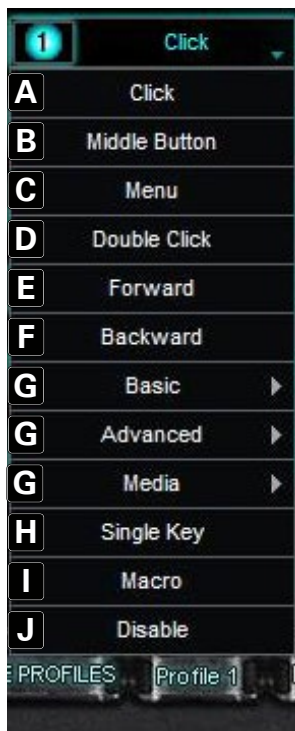 1 Click
A Click
B Middle Button
C Menu
D Double Click
E Forward
F Backward
G Basic
G Advanced
G Media
H Single Key
I Macro
J Disable
E PROFILES Profile 1